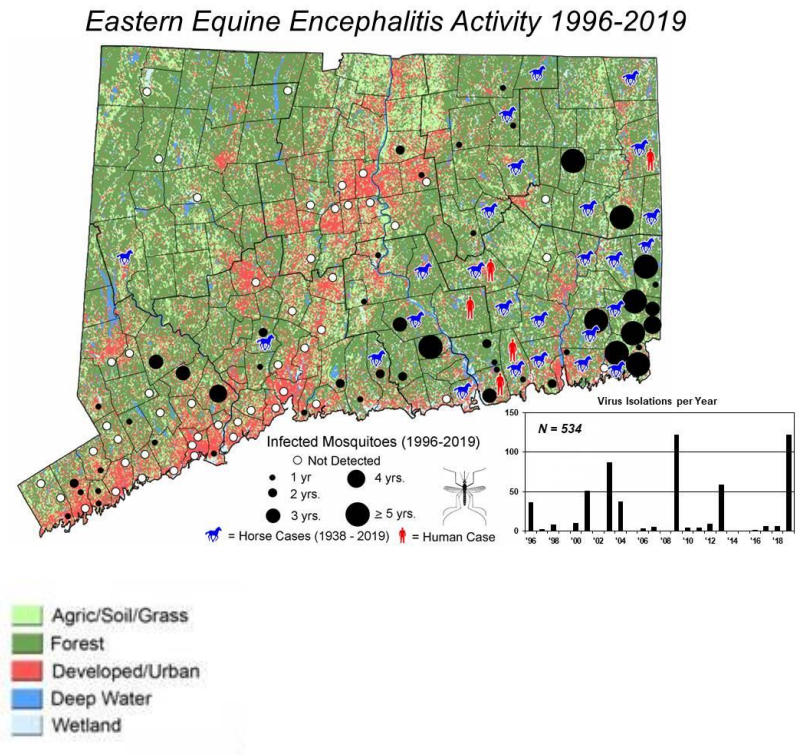 Eastern Equine Encephalitis Activity 1996-2019
Virus Isolations per Year
N = 534
150
100
50
0
'96 '98 '00 '02 '04 '06 '08 '10 '12 '14 '16 '18
Infected Mosquitoes (1996-2019)
Not Detected
1 yr
2 yrs.
3 yrs.
4 yrs.
≥ 5 yrs.
= Horse Cases (1938 - 2019)
= Human Case
Agric/Soil/Grass
Forest
Developed/Urban
Deep Water
Wetland